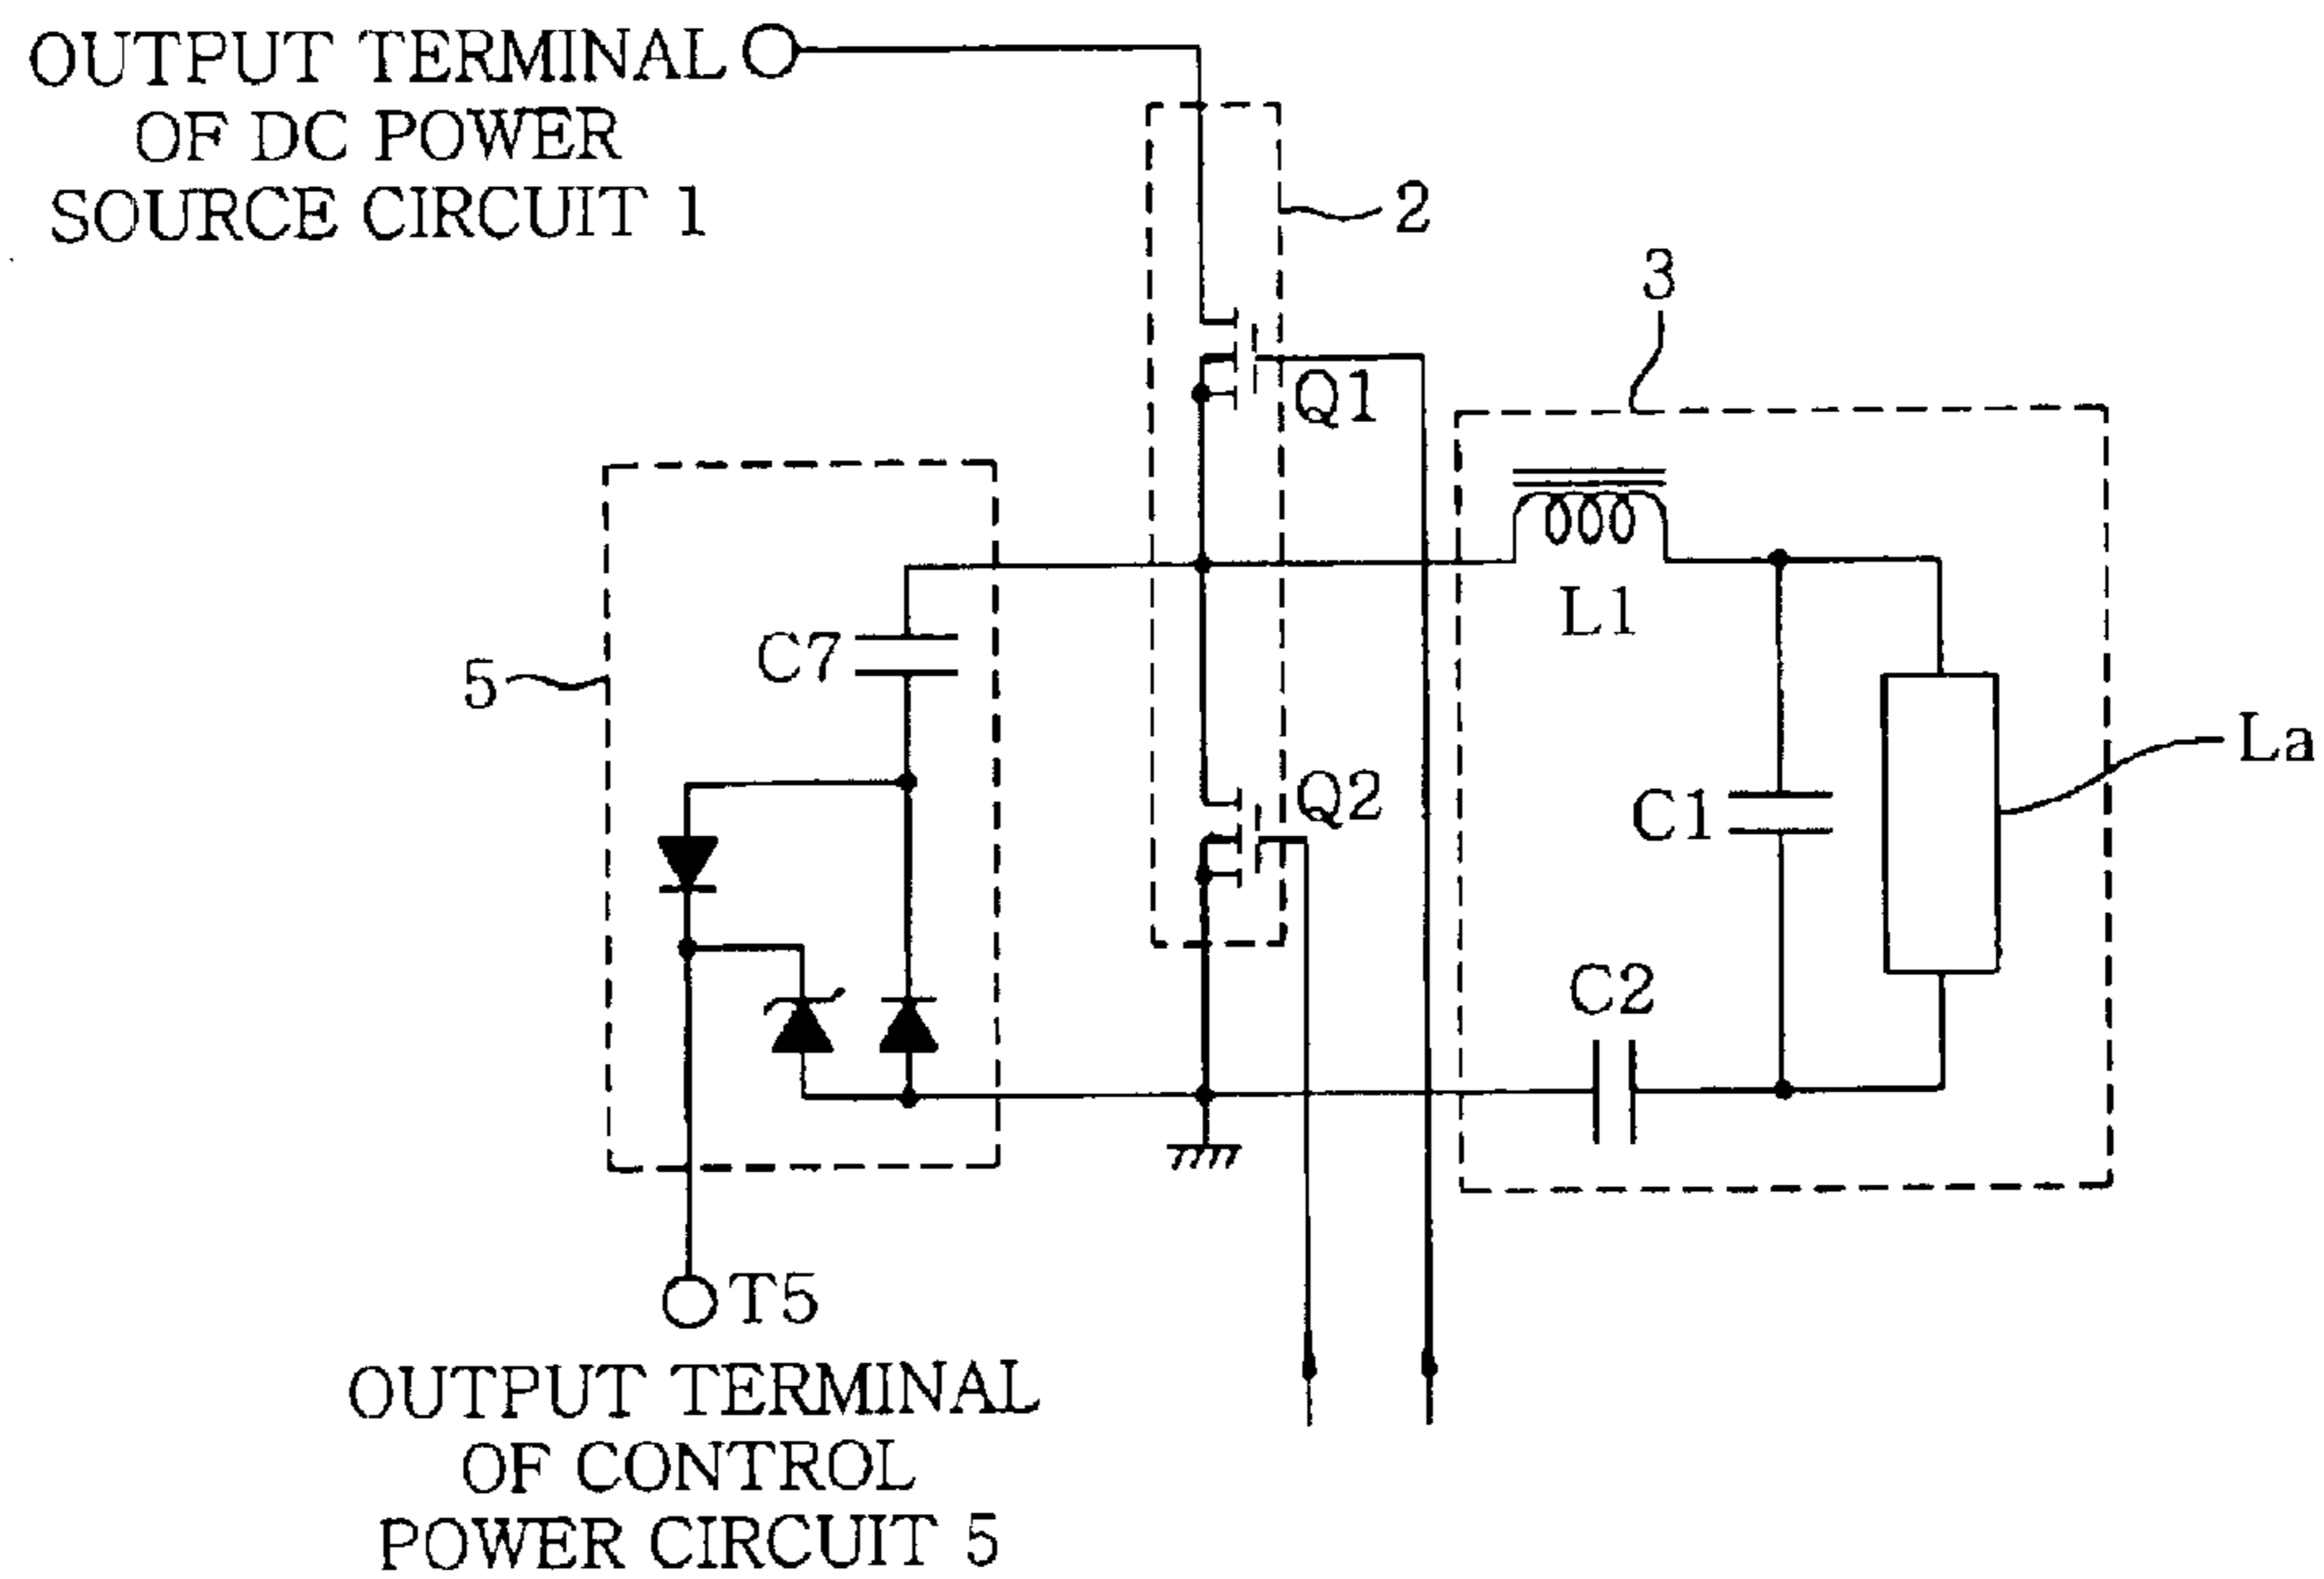 OUTPUT TERMINAL
OF DC POWER
SOURCE CIRCUIT 1
2
3
Q1
L1
C7
5
Q2
La
C1
C2
T5
OUTPUT TERMINAL
OF CONTROL
POWER CIRCUIT 5